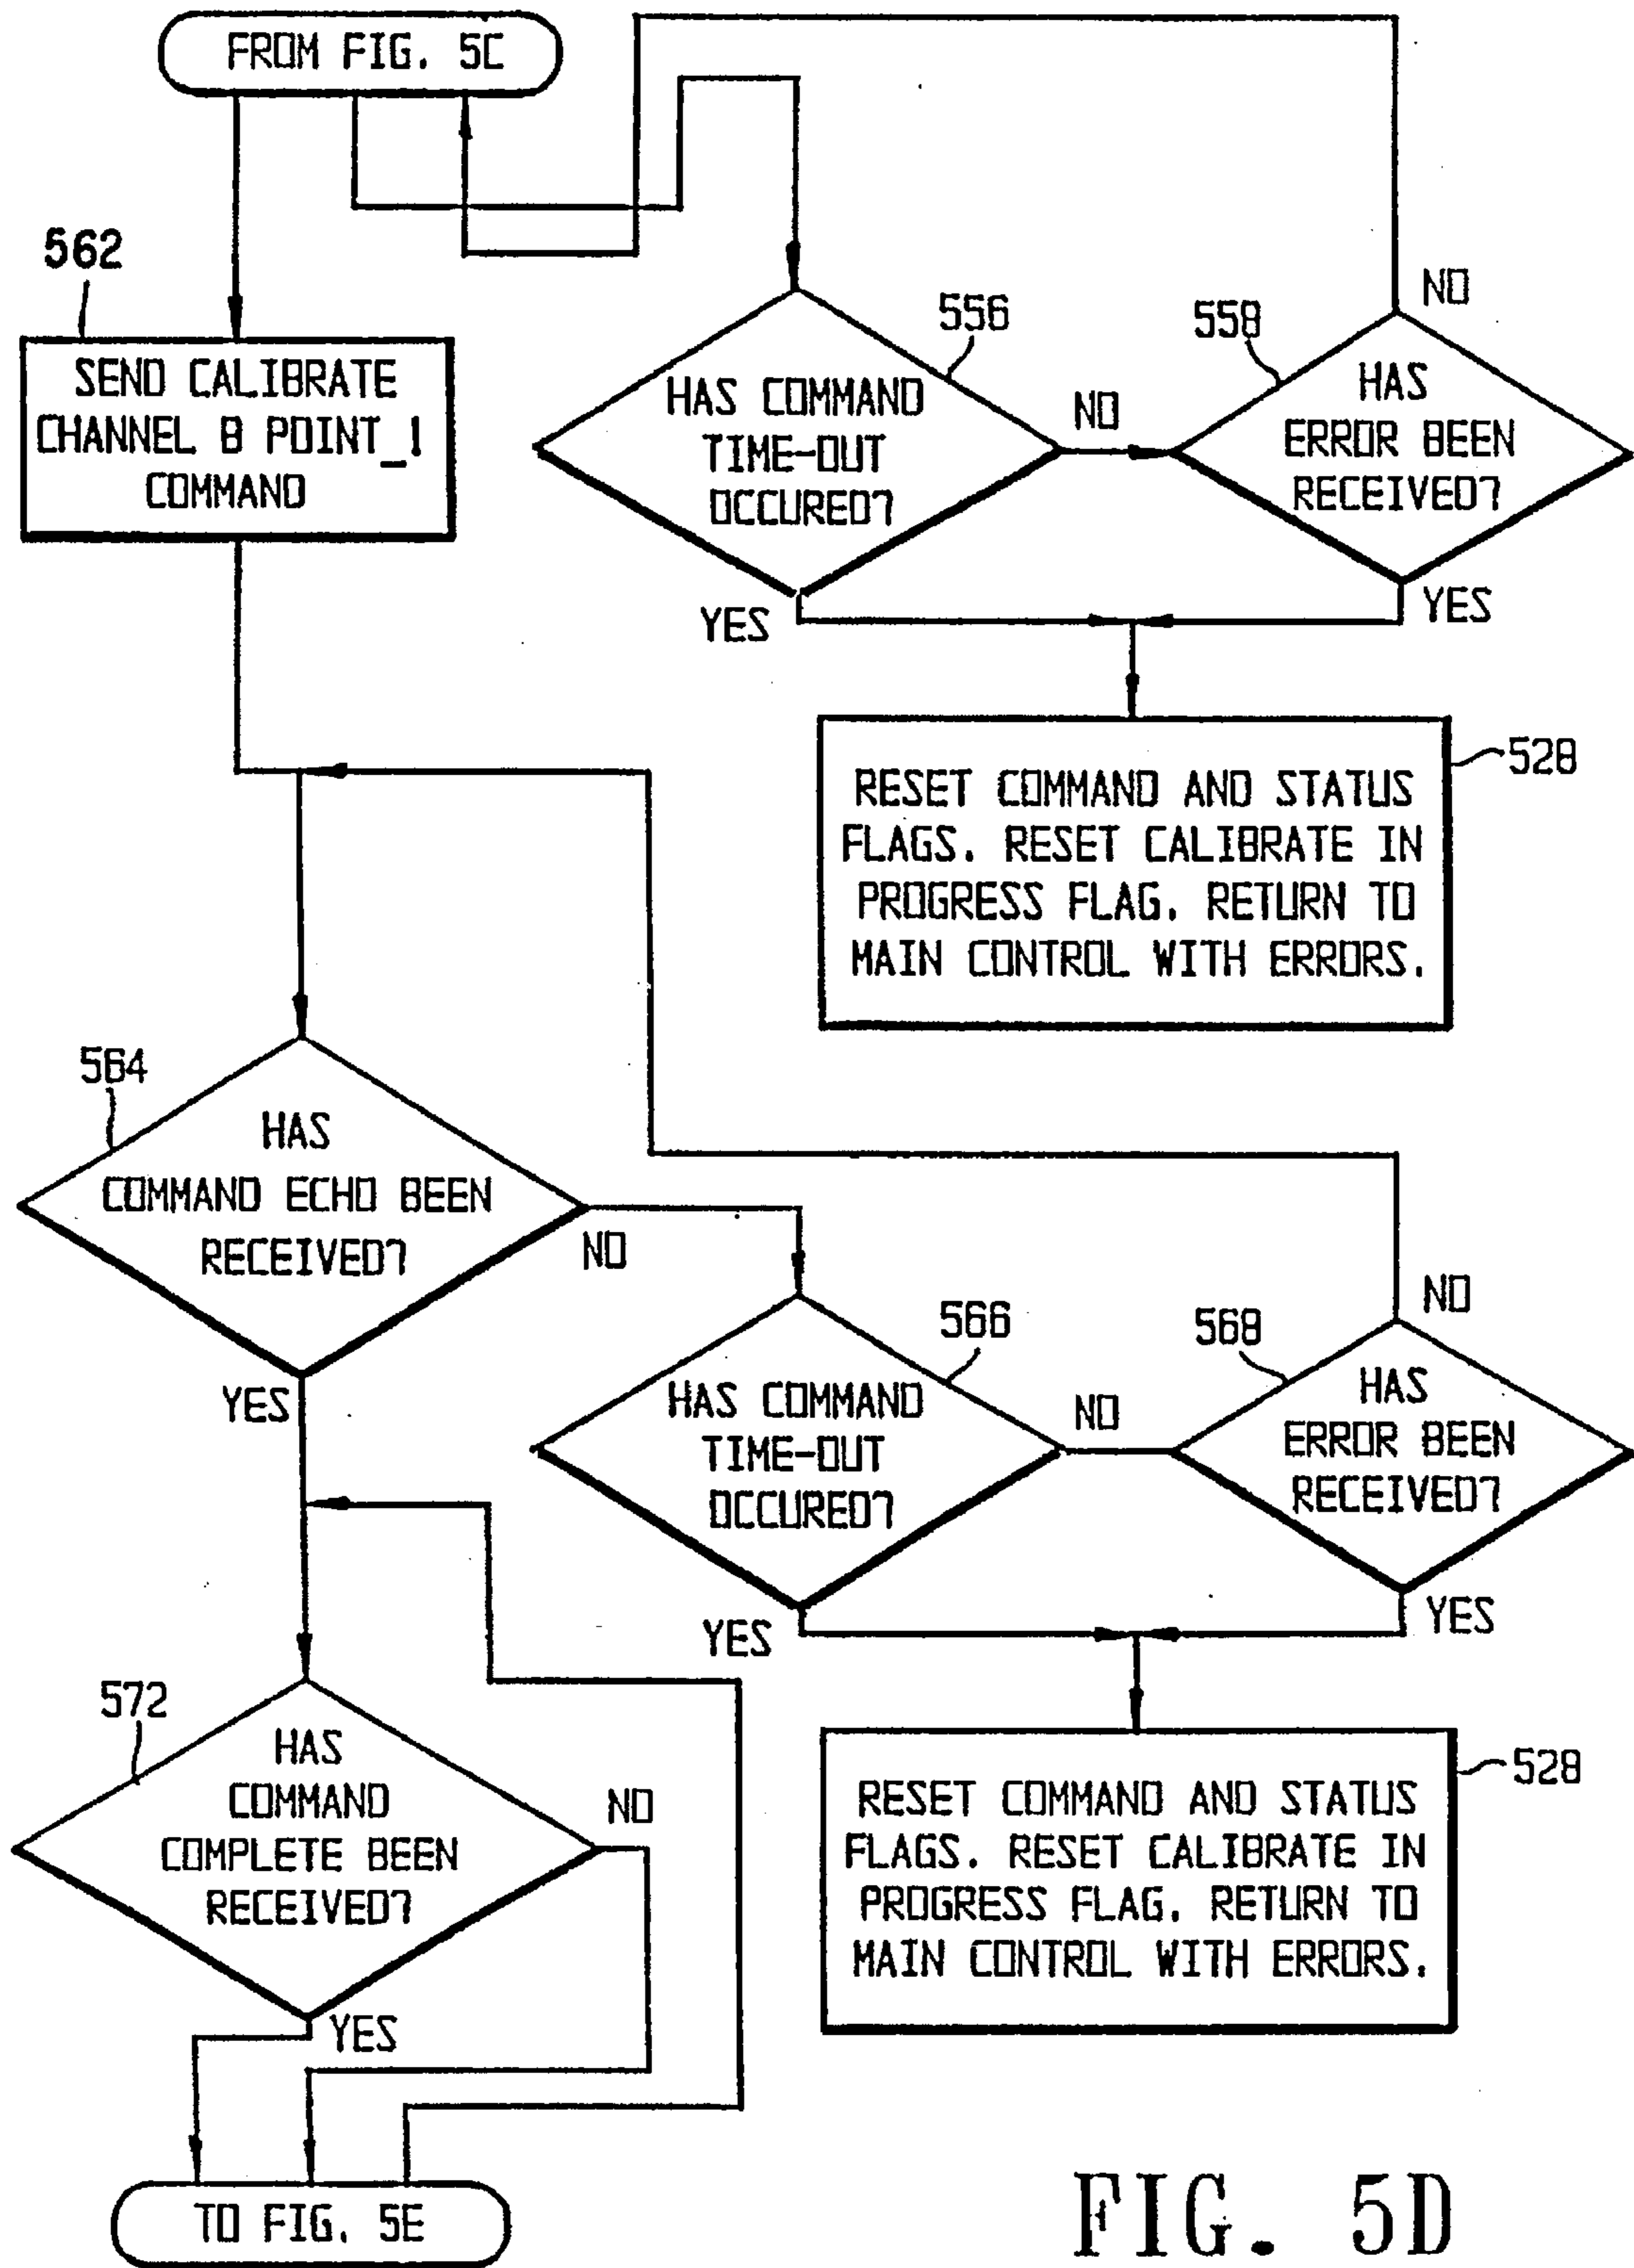 FROM FIG. 5C
562
SEND CALIBRATE
CHANNEL B POINT_1
COMMAND
556
HAS COMMAND
TIME-OUT
OCCURED?
NO
558
NO
HAS
ERROR BEEN
RECEIVED?
YES
YES
528
RESET COMMAND AND STATUS
FLAGS. RESET CALIBRATE IN
PROGRESS FLAG. RETURN TO
MAIN CONTROL WITH ERRORS.
564
HAS
COMMAND ECHO BEEN
RECEIVED?
NO
YES
566
HAS COMMAND
TIME-OUT
OCCURED?
NO
568
NO
HAS
ERROR BEEN
RECEIVED?
YES
YES
528
RESET COMMAND AND STATUS
FLAGS. RESET CALIBRATE IN
PROGRESS FLAG. RETURN TO
MAIN CONTROL WITH ERRORS.
572
HAS
COMMAND
COMPLETE BEEN
RECEIVED?
NO
YES
TO FIG. 5E
FIG. 5D